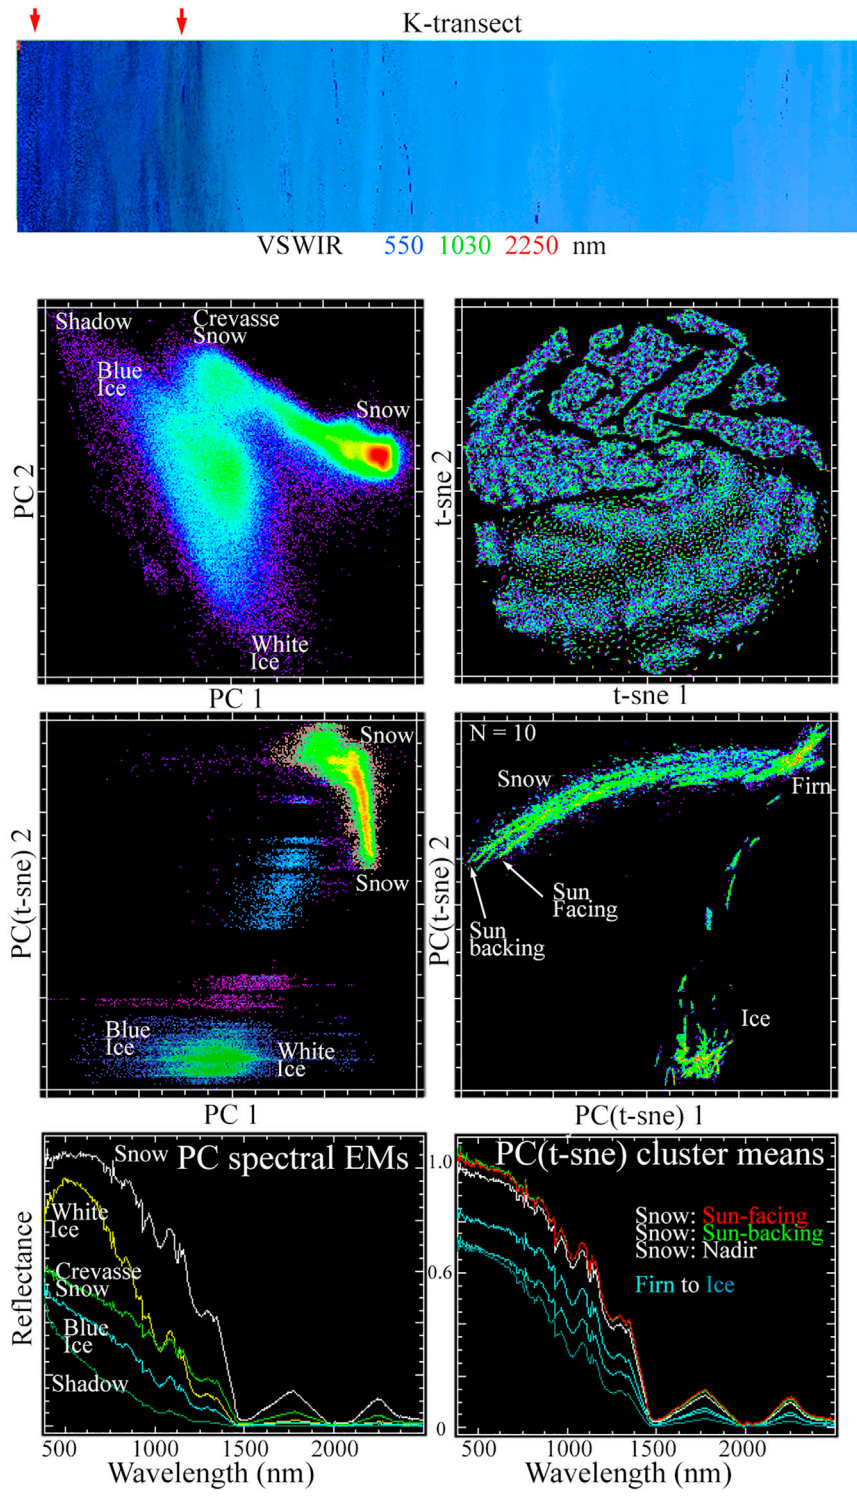 K-transect
VSWIR 550 1030 2250 nm
Shadow
Crevasse
Snow
Blue
Ice
Snow
White
Ice
PC 2
PC 1
t-sne 2
t-sne 1
Snow
Snow
Blue
Ice
White
Ice
PC(t-sne) 2
PC 1
N = 10
Snow
Firn
Sun
Facing
Sun
backing
Ice
PC(t-sne) 2
PC(t-sne) 1
PC spectral EMs
Snow
White
Ice
Crevasse
Snow
Blue
Ice
Shadow
Reflectance
500 1000 1500 2000
Wavelength (nm)
PC(t-sne) cluster means
1.0
0.6
0
Snow: Sun-facing
Snow: Sun-backing
Snow: Nadir
Firn to Ice
500 1000 1500 2000
Wavelength (nm)